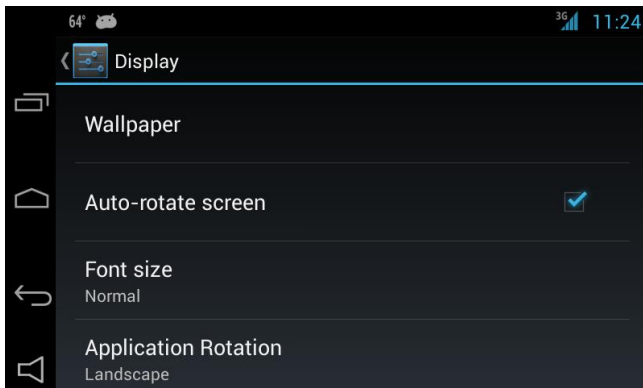 64°
3G 11:24
Display
Wallpaper
Auto-rotate screen
Font size
Normal
Application Rotation
Landscape